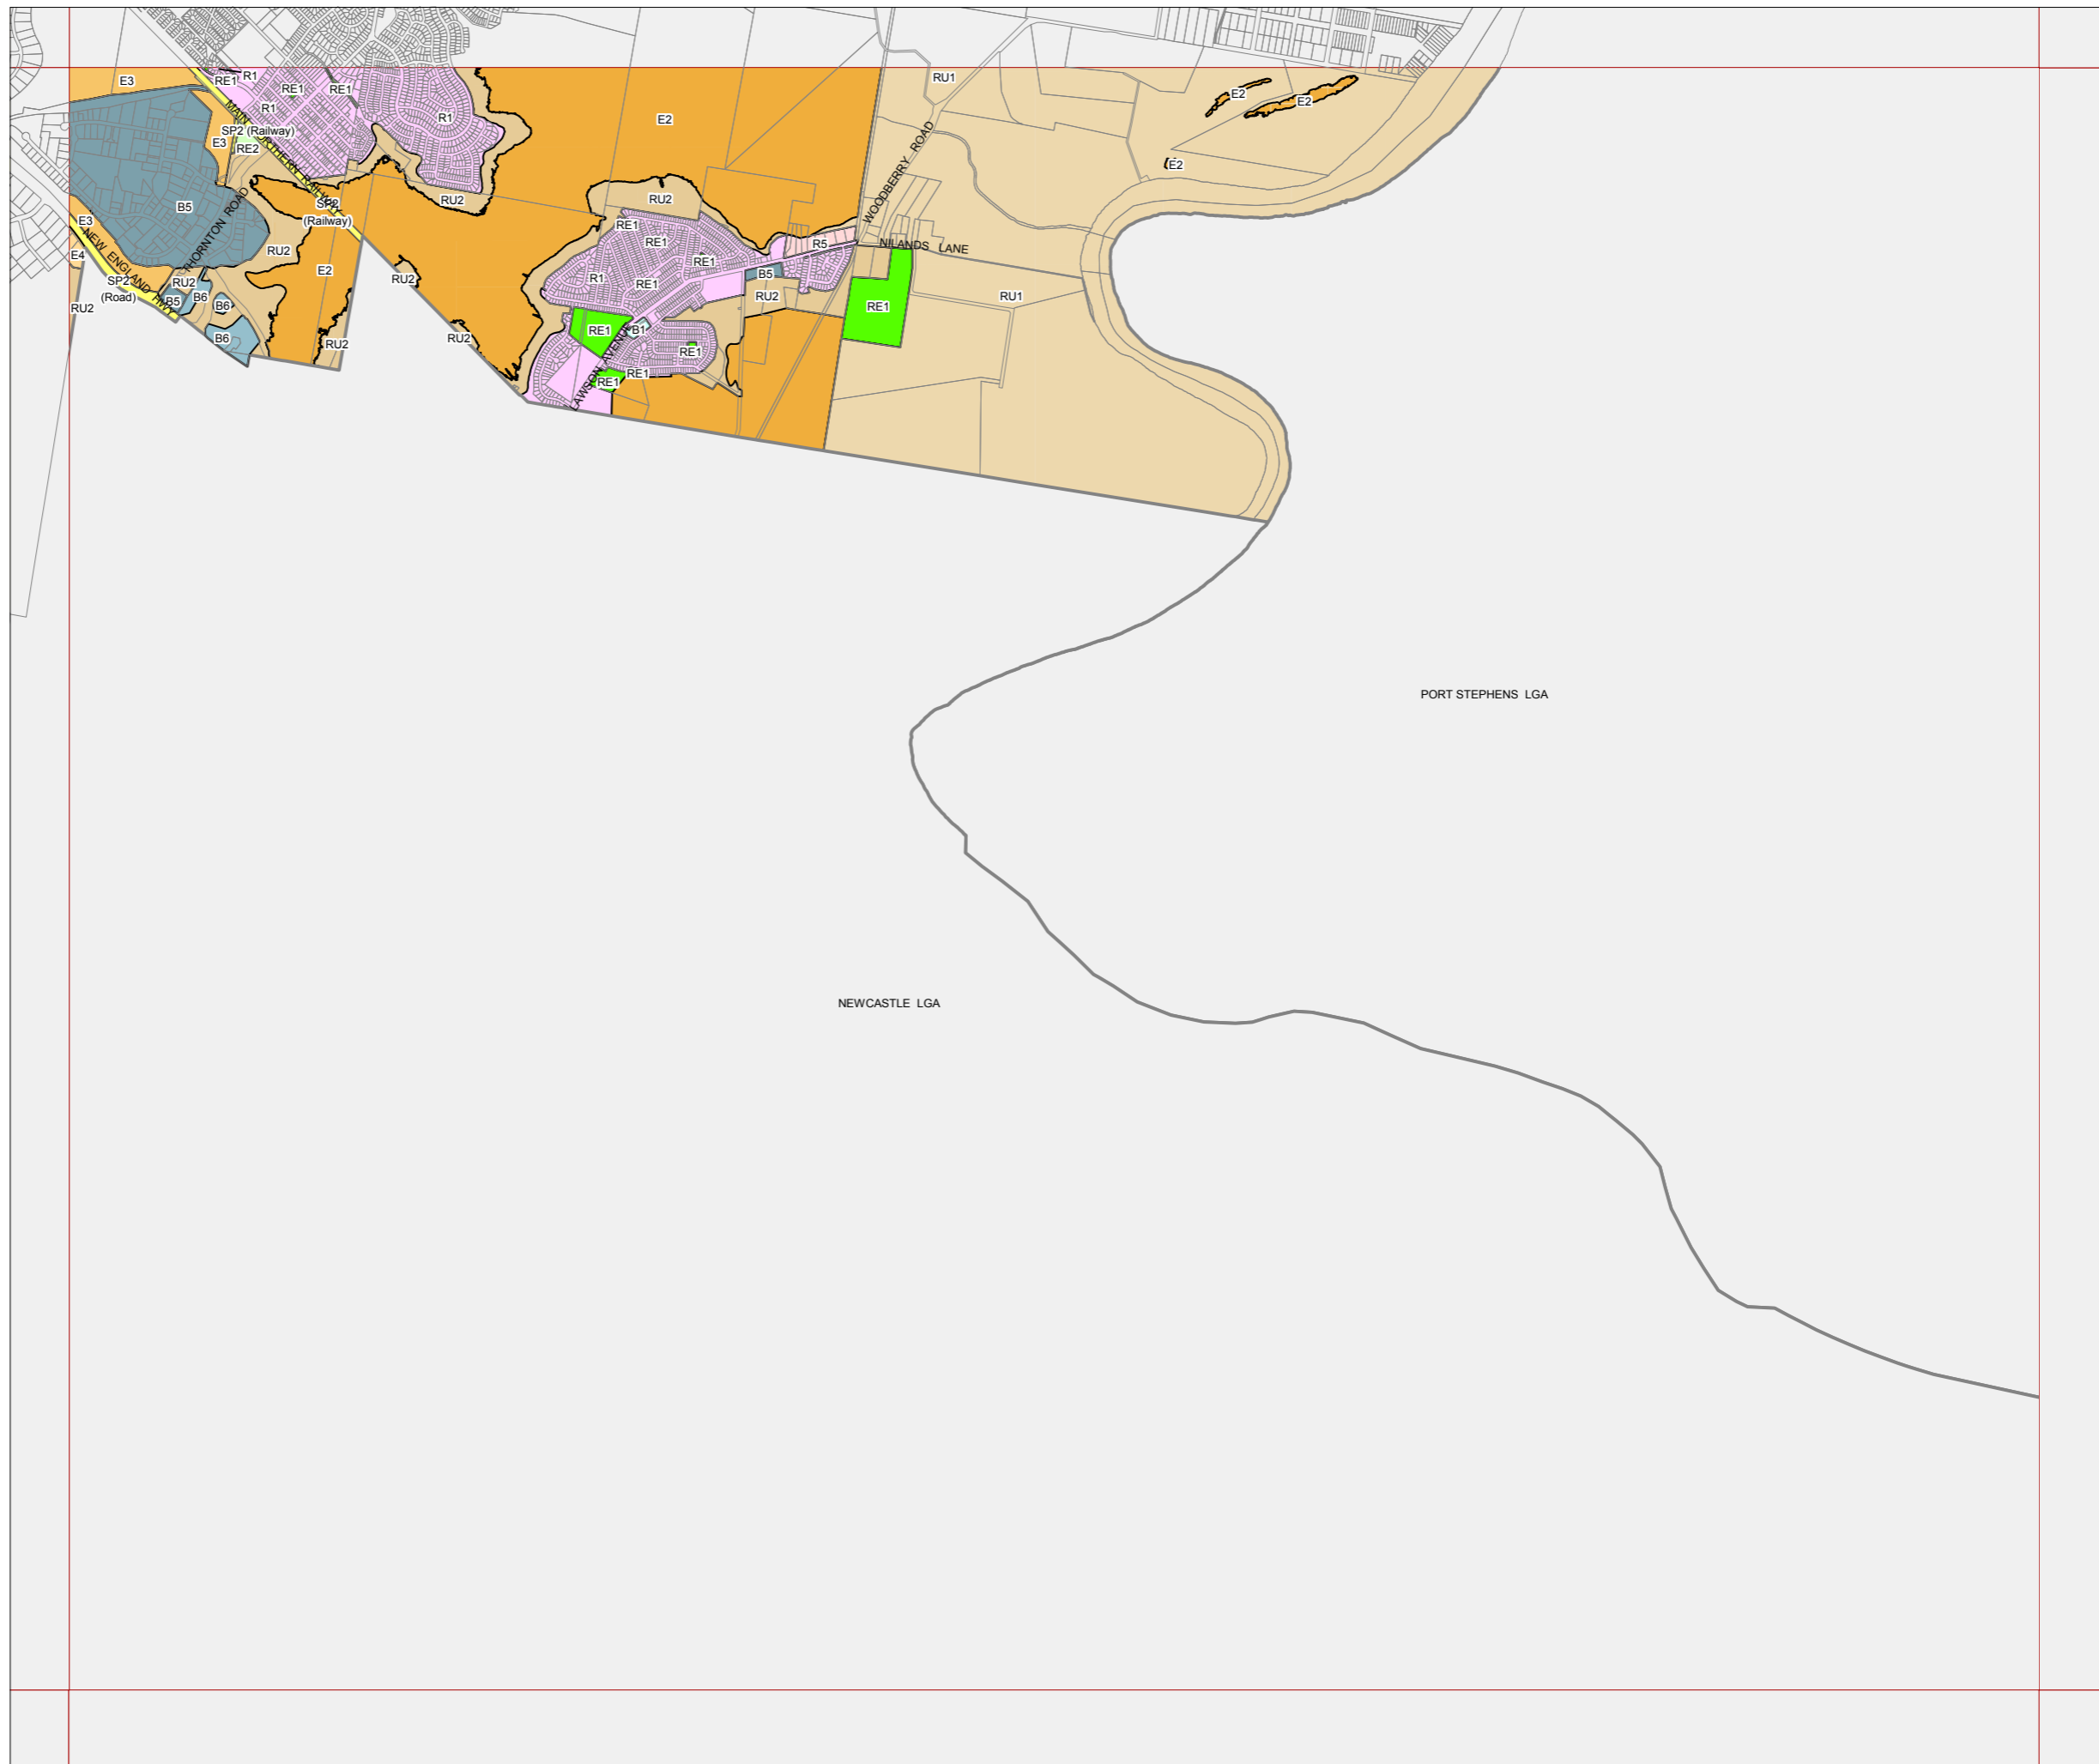 E3
RE1
R1
RE1
RE1
R1
R1
MAIN NORTHERN RAILWAY
SP2 (Railway)
E3
RE2
E2
RU1
E2
E2
E2
WOODBERRY ROAD
B5
THORNTON ROAD
SP2
(Railway)
RU2
RU2
E3
NEW ENGLAND HWY
E4
RU2
E2
RU2
RU2
SP2
(Road)
B5
B6
B6
B6
RU2
RU2
RU2
RE1
RE1
RE1
R1
RE1
R5
NILANDS LANE
B5
RU2
RE1
RU1
RE1
B1
LAWSON AVENUE
RE1
RE1
RE1
PORT STEPHENS LGA
NEWCASTLE LGA